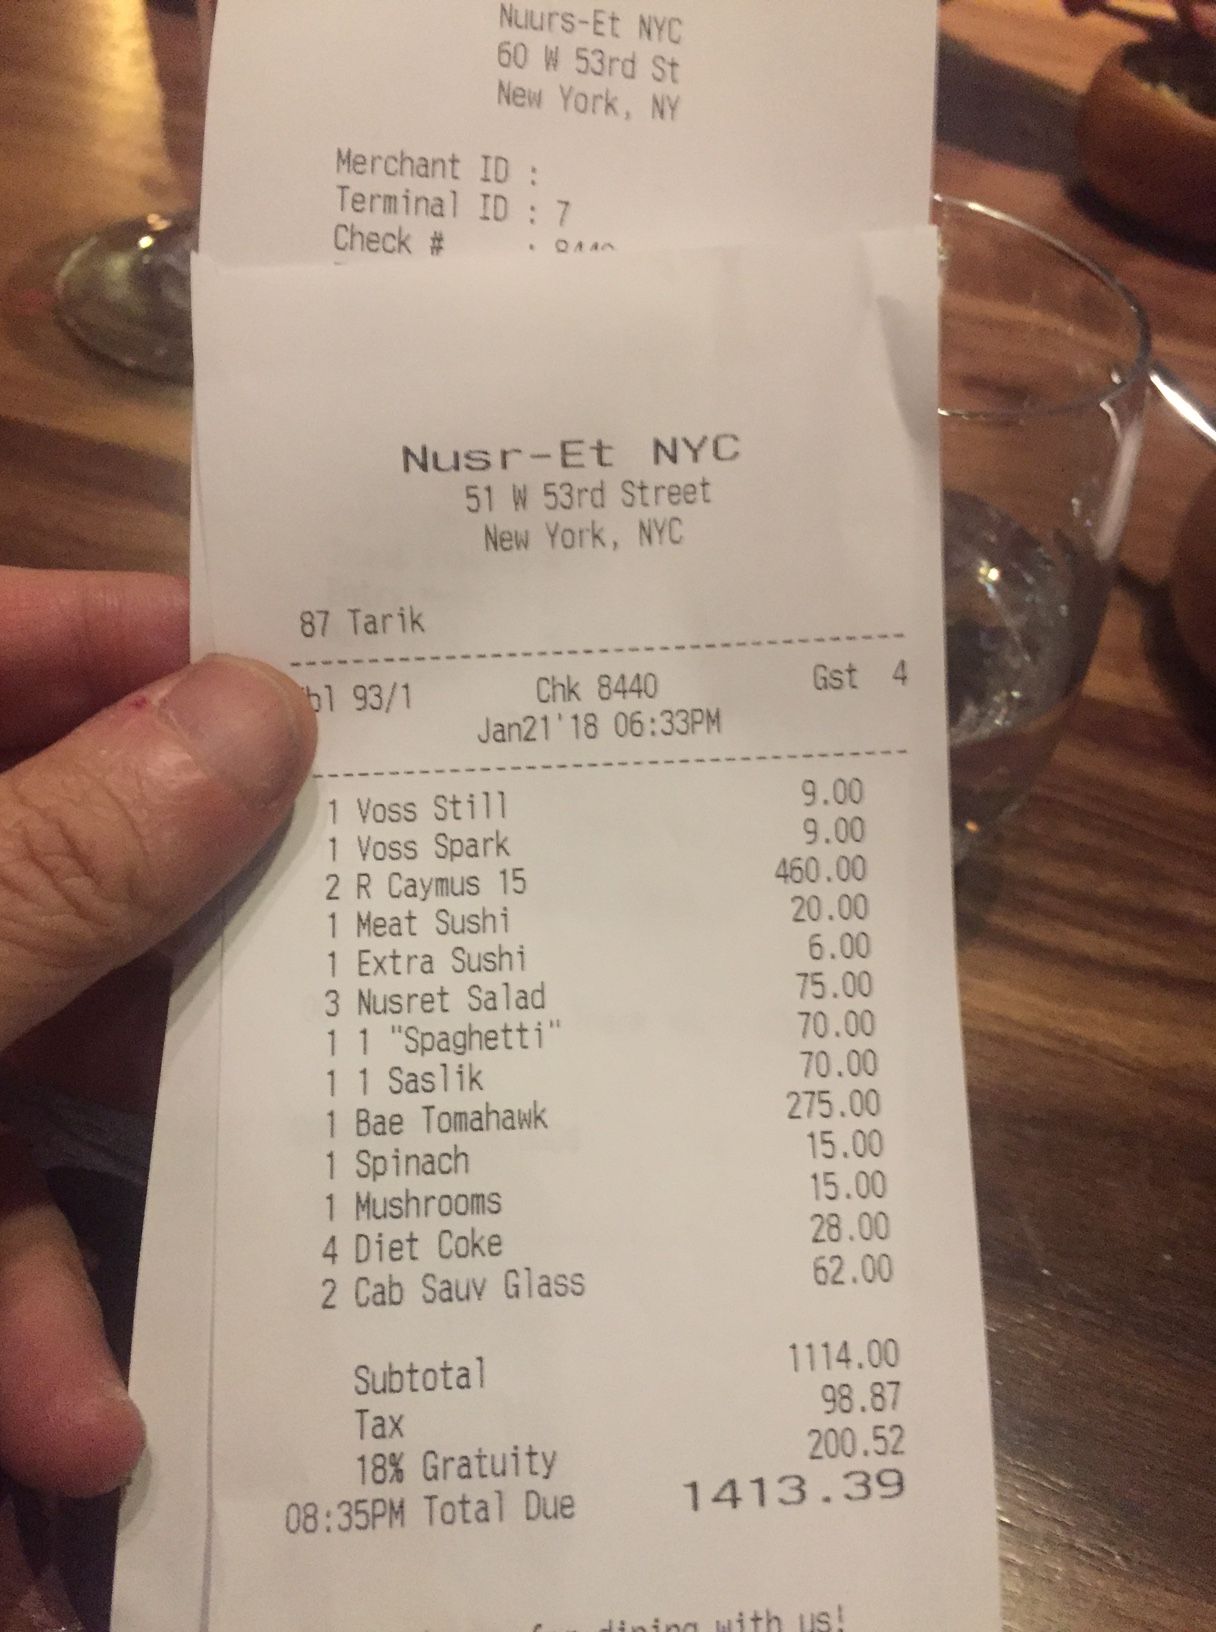 Nuurs-Et NYC
60 W 53rd St
New York, NY
Merchant ID :
Terminal ID : 7
Check # : 8440
Nusr-Et NYC
51 W 53rd Street
New York, NYC
87 Tarik
93/1 Chk 8440 Gst 4
Jan21'18 06:33PM
1 Voss Still 9.00
1 Voss Spark 9.00
2 R Caymus 15 460.00
1 Meat Sushi 20.00
1 Extra Sushi 6.00
3 Nusret Salad 75.00
1 1 "Spaghetti" 70.00
1 1 Saslik 70.00
1 Bae Tomahawk 275.00
1 Spinach 15.00
1 Mushrooms 15.00
4 Diet Coke 28.00
2 Cab Sauv Glass 62.00
Subtotal 1114.00
Tax 98.87
18% Gratuity 200.52
08:35PM Total Due 1413.39
for dining with us!